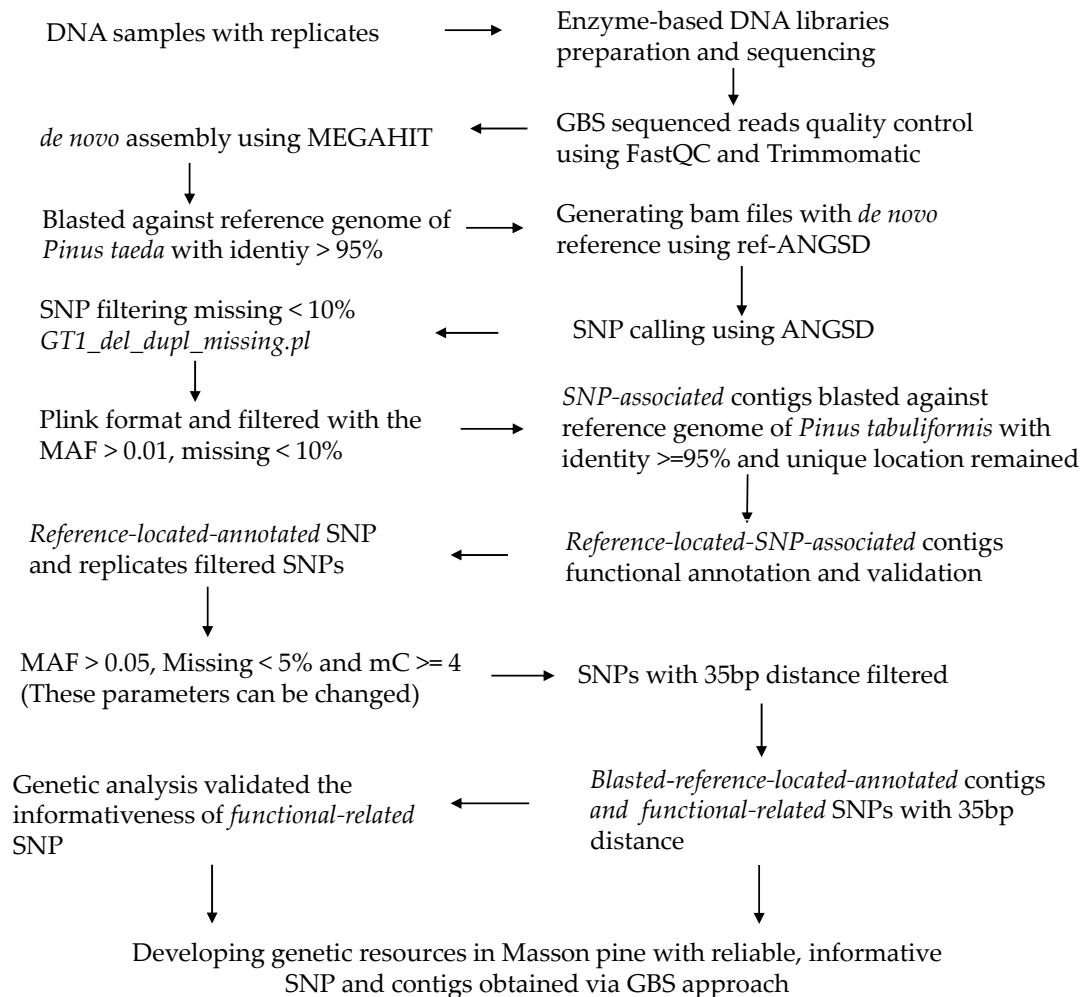 DNA samples with replicates
Enzyme-based DNA libraries
preparation and sequencing
GBS sequenced reads quality control
using FastQC and Trimmomatic
de novo assembly using MEGAHIT
Blasted against reference genome of
Pinus taeda with identiy > 95%
Generating bam files with de novo
reference using ref-ANGSD
SNP calling using ANGSD
SNP filtering missing < 10%
GT1_del_dupl_missing.pl
Plink format and filtered with the
MAF > 0.01, missing < 10%
SNP-associated contigs blasted against
reference genome of Pinus tabuliformis with
identity >=95% and unique location remained
Reference-located-SNP-associated contigs
functional annotation and validation
Reference-located-annotated SNP
and replicates filtered SNPs
MAF > 0.05, Missing < 5% and mC >= 4
(These parameters can be changed)
SNPs with 35bp distance filtered
Blasted-reference-located-annotated contigs
and functional-related SNPs with 35bp
distance
Genetic analysis validated the
informativeness of functional-related
SNP
Developing genetic resources in Masson pine with reliable, informative
SNP and contigs obtained via GBS approach